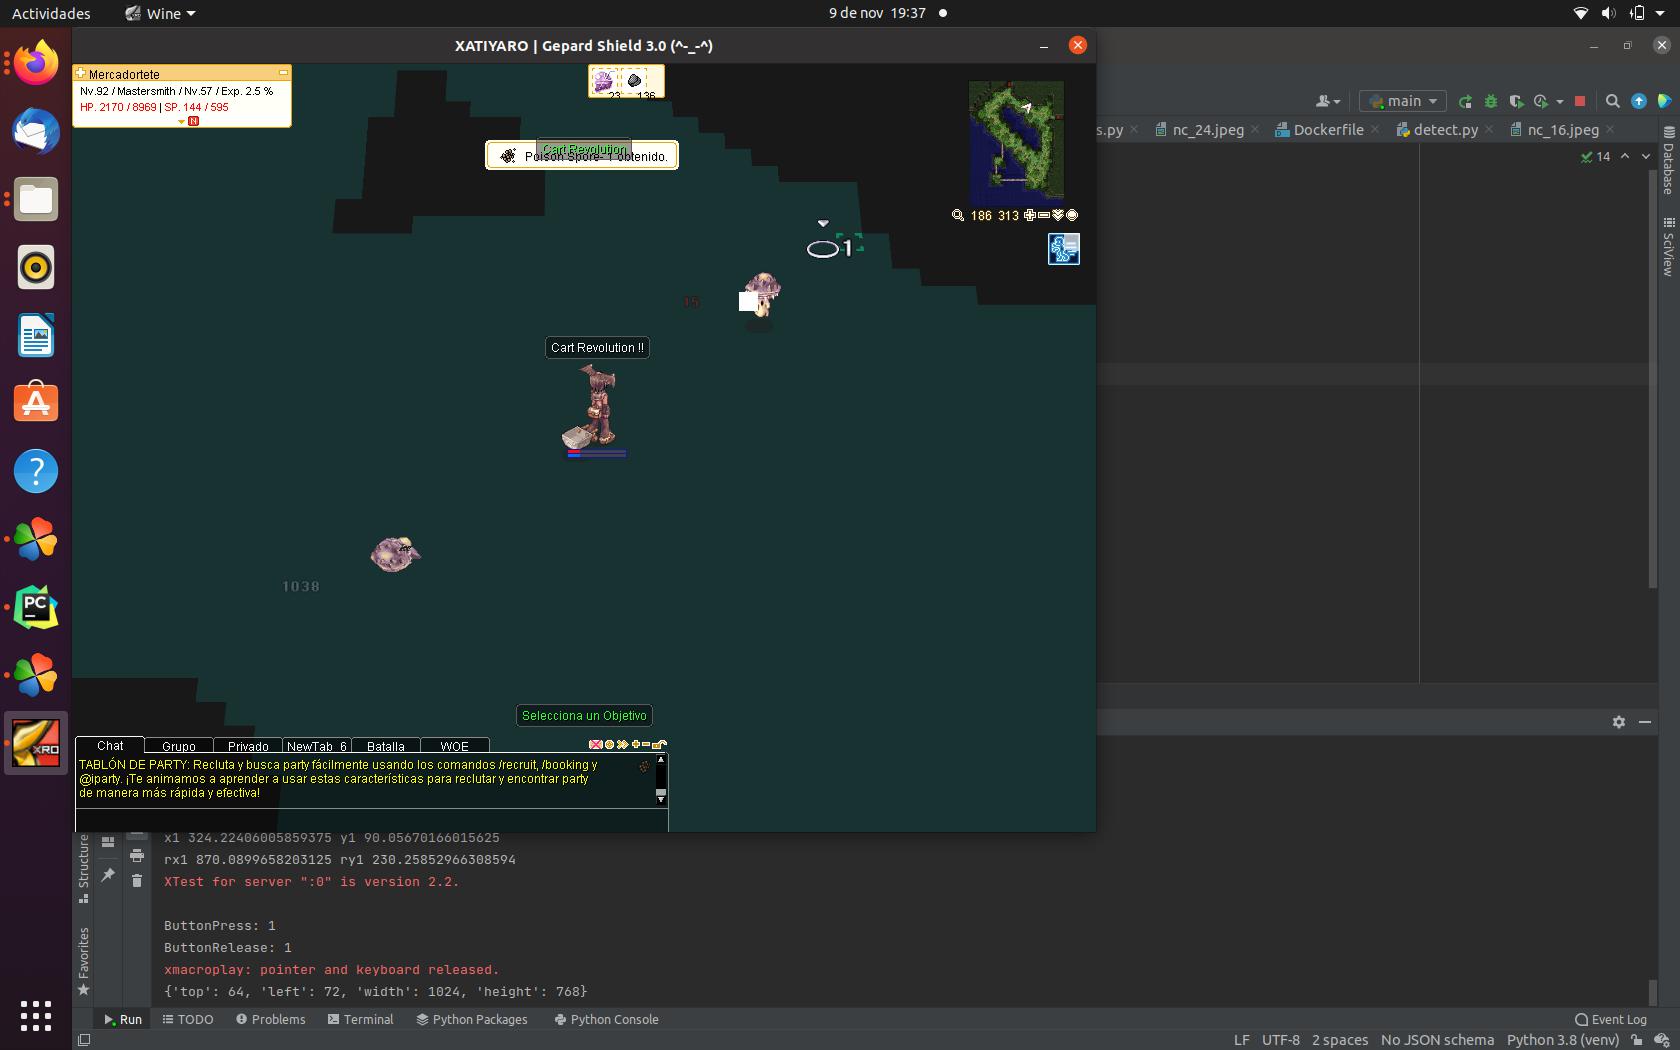 Actividades
Wine
9 de nov 19:37
XATIYARO | Gepard Shield 3.0 (^-_-^)
Mercadortete
Nv.92 / Mastersmith / Nv.57 / Exp. 2.5 %
HP. 2170 / 8969 | SP. 144 / 595
N
23 136
Cart Revolution
Poison Spore- 1 obtenido.
186 313
1
15
Cart Revolution !!
1038
Selecciona un Objetivo
Chat Grupo Privado NewTab_6 Batalla WOE
TABLÓN DE PARTY: Recluta y busca party fácilmente usando los comandos /recruit, /booking y
@iparty. ¡Te animamos a aprender a usar estas características para reclutar y encontrar party
de manera más rápida y efectiva!
main
s.py nc_24.jpeg Dockerfile detect.py nc_16.jpeg
14
Database
SciView
PC
XRO
Structure
Favorites
x1 324.22406005859375 y1 90.05670166015625
rx1 870.0899658203125 ry1 230.25852966308594
XTest for server ":0" is version 2.2.
ButtonPress: 1
ButtonRelease: 1
xmacroplay: pointer and keyboard released.
{'top': 64, 'left': 72, 'width': 1024, 'height': 768}
Run TODO Problems Terminal Python Packages Python Console Event Log
LF UTF-8 2 spaces No JSON schema Python 3.8 (venv)